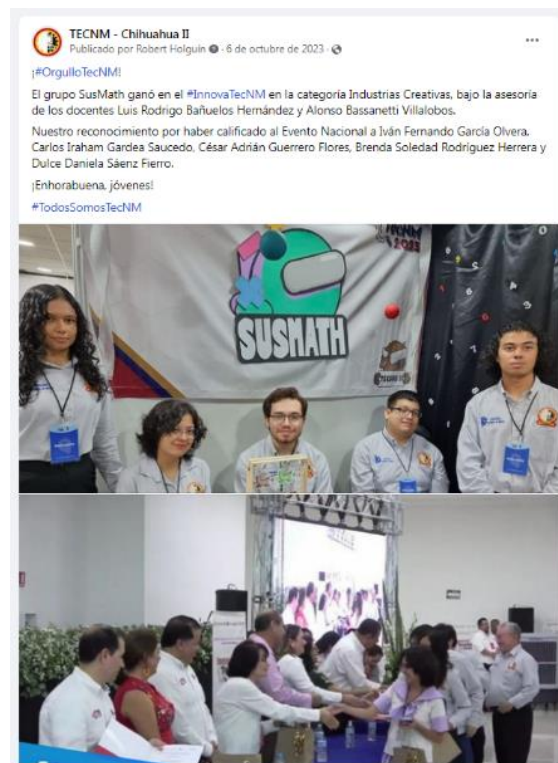 TECNM - Chihuahua II
Publicado por Robert Holguin · 6 de octubre de 2023 ·
¡#OrgulloTecNM!
El grupo SusMath ganó en el #InnovaTecNM en la categoría Industrias Creativas, bajo la asesoría
de los docentes Luis Rodrigo Bañuelos Hernández y Alonso Bassanetti Villalobos.
Nuestro reconocimiento por haber calificado al Evento Nacional a Iván Fernando García Olvera,
Carlos Iraham Gardea Saucedo, César Adrián Guerrero Flores, Brenda Soledad Rodríguez Herrera y
Dulce Daniela Sáenz Fierro.
¡Enhorabuena, jóvenes!
#TodosSomosTecNM
TECNM
2023
SUSMATH